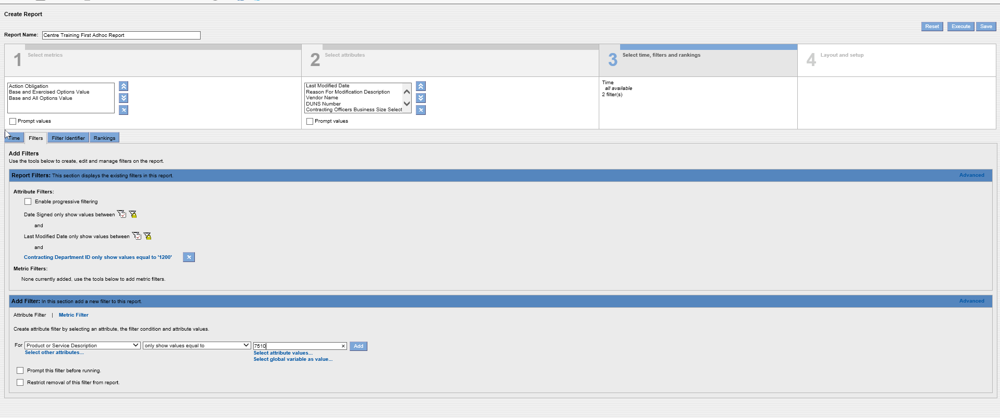 Create Report
Reset
Execute
Save
Report Name:
Centre Training First Adhoc Report
1
Select metrics
2
Select attributes
3
Select time, filters and rankings
4
Layout and setup
Action Obligation
Base and Exercised Options Value
Base and All Options Value
Prompt values
Last Modified Date
Reason For Modification Description
Vendor Name
DUNS Number
Contracting Officers Business Size Select
Prompt values
Time
all available
2 filter(s)
Time
Filters
Filter Identifier
Rankings
Add Filters
Use the tools below to create, edit and manage filters on the report.
Report Filters: This section displays the existing filters in this report.
Advanced
Attribute Filters:
Enable progressive filtering
Date Signed only show values between
and
Last Modified Date only show values between
and
Contracting Department ID only show values equal to '1200'
Metric Filters:
None currently added, use the tools below to add metric filters.
Add Filter: In this section add a new filter to this report.
Advanced
Attribute Filter | Metric Filter
Create attribute filter by selecting an attribute, the filter condition and attribute values.
For Product or Service Description only show values equal to 7510 Add
Select other attributes...
Select attribute values...
Select global variable as value...
Prompt this filter before running.
Restrict removal of this filter from report.